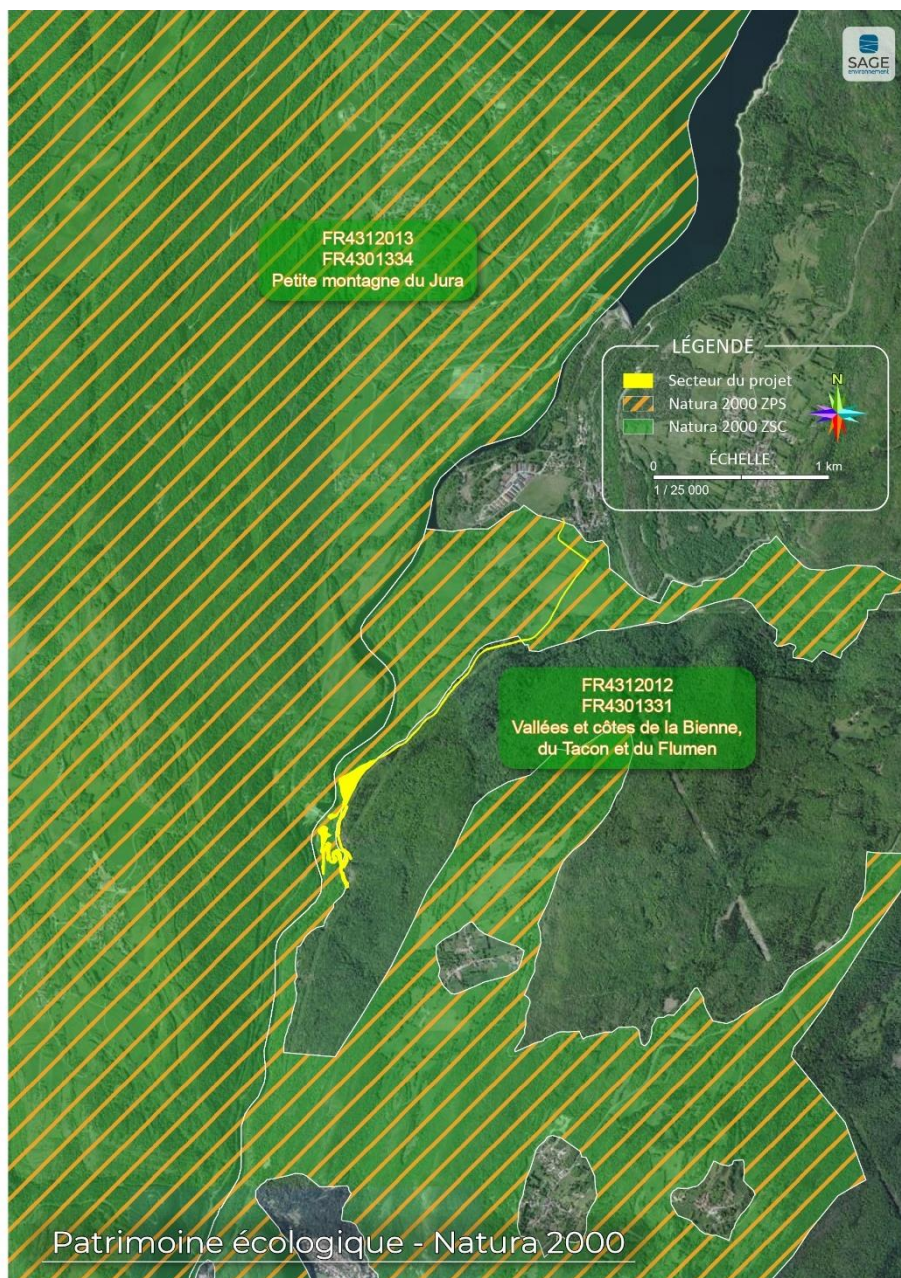 SAGE
environnement
FR4312013
FR4301334
Petite montagne du Jura
LÉGENDE
Secteur du projet
Natura 2000 ZPS
Natura 2000 ZSC
N
ÉCHELLE
0 1 km
1 / 25 000
FR4312012
FR4301331
Vallées et côtes de la Bienne,
du Tacon et du Flumen
Patrimoine écologique - Natura 2000